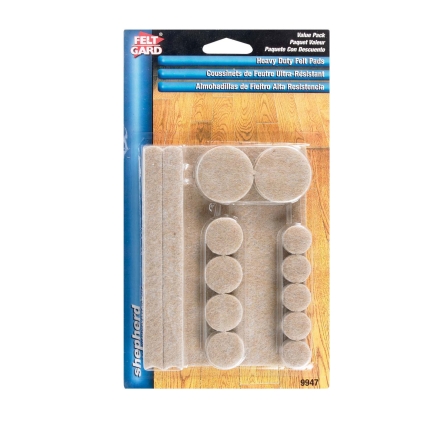 FELT
GARD
Value Pack
Paquet Valeur
Paquete Con Descuento
Heavy Duty Felt Pads
Coussinets de Feutre Ultra-Résistant
Almohadillas de Fieltro Alta Resistencia
shepherd
9947